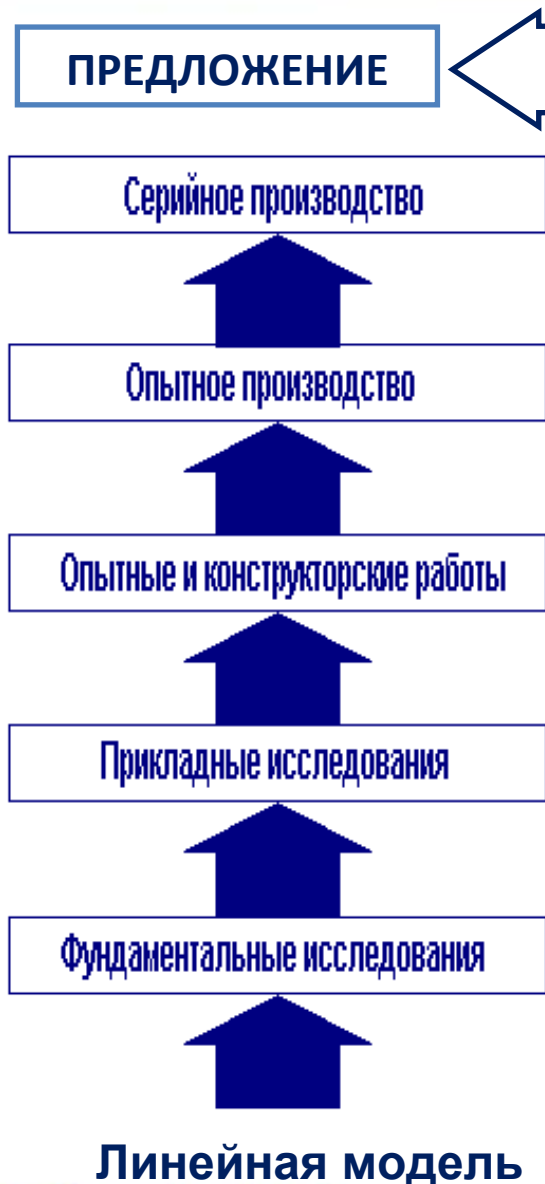 ПРЕДЛОЖЕНИЕ
Серийное производство
Опытное производство
Опытные и конструкторские работы
Прикладные исследования
Фундаментальные исследования
Линейная модель